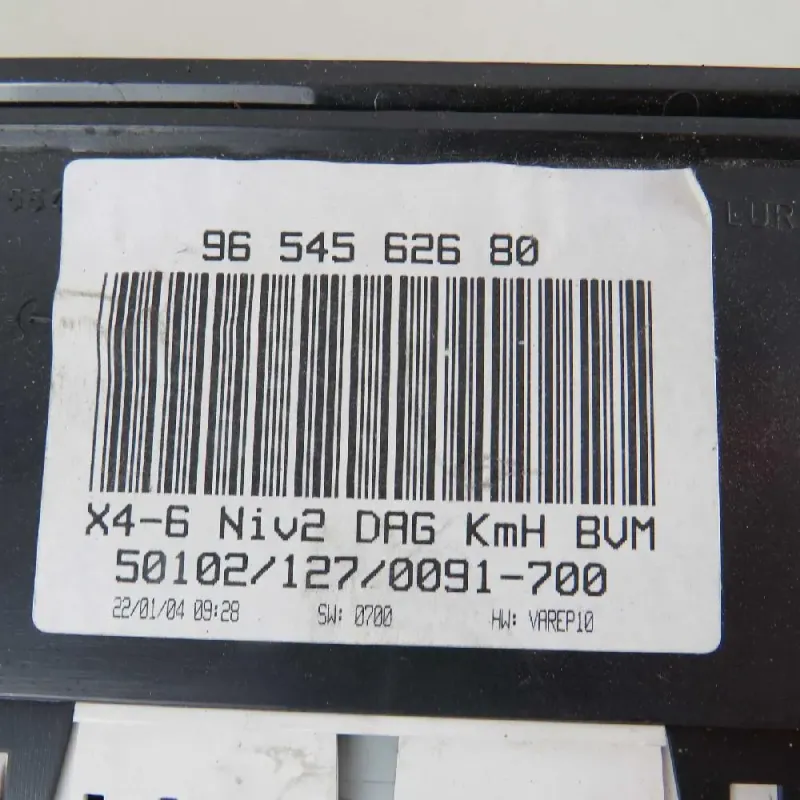 96 545 626 80
X4-6 Niv2 DAG KmH BVM
50102/127/0091-700
22/01/04 09:28 SW: 0700 HW: VAREP10